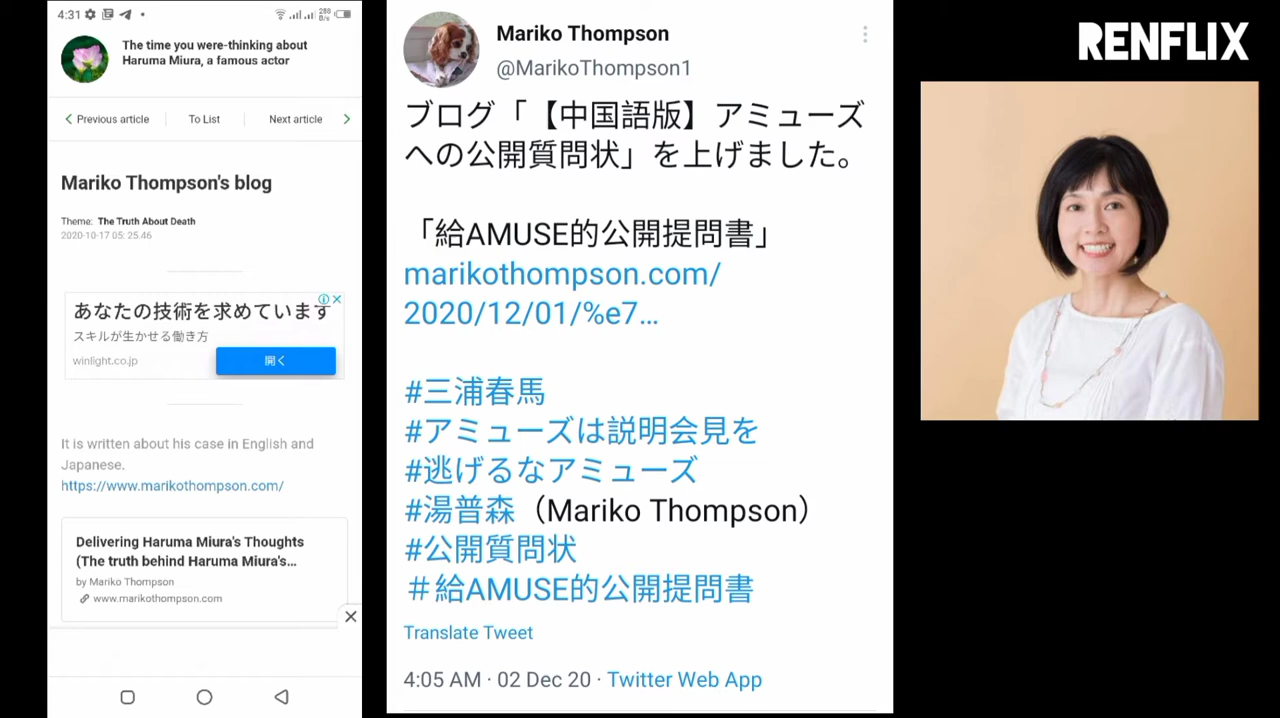 4:31
288
B/s
The time you were-thinking about
Haruma Miura, a famous actor
Previous article
To List
Next article
Mariko Thompson's blog
Theme: The Truth About Death
2020-10-17 05: 25.46
あなたの技術を求めています
スキルが生かせる働き方
winlight.co.jp
開く
It is written about his case in English and
Japanese.
https://www.marikothompson.com/
Delivering Haruma Miura's Thoughts
(The truth behind Haruma Miura's...
by Mariko Thompson
www.marikothompson.com
Mariko Thompson
@MarikoThompson1
ブログ「【中国語版】アミューズ
への公開質問状」を上げました。
「給AMUSE的公開提問書」
marikothompson.com/
2020/12/01/%e7…
#三浦春馬
#アミューズは説明会見を
#逃げるなアミューズ
#湯普森（Mariko Thompson）
#公開質問状
＃給AMUSE的公開提問書
Translate Tweet
4:05 AM · 02 Dec 20 · Twitter Web App
RENFLIX